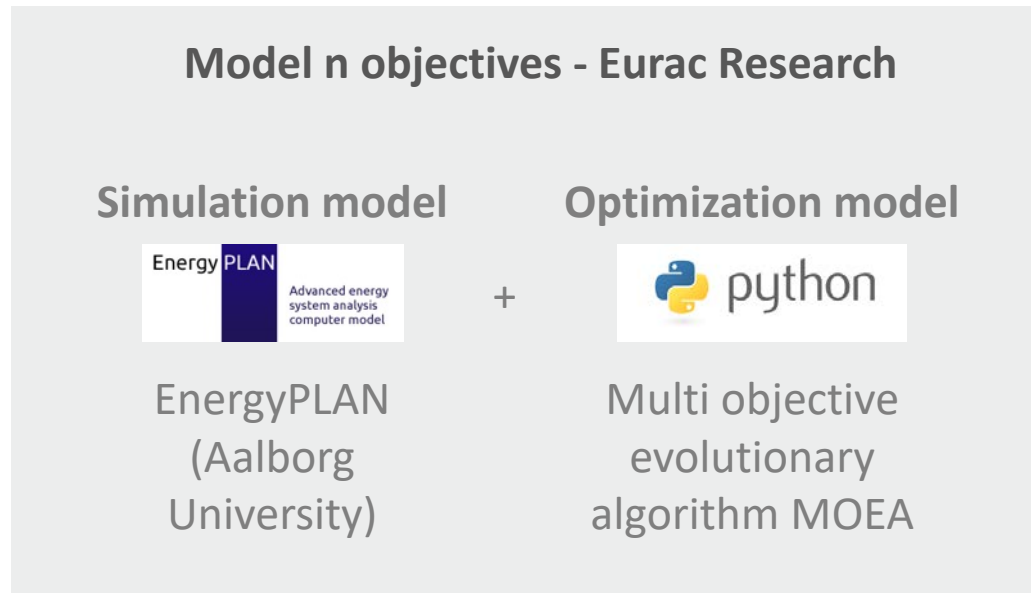 Model n objectives - Eurac Research
Simulation model
Optimization model
Energy PLAN
Advanced energy
system analysis
computer model
+
python
EnergyPLAN
(Aalborg
University)
Multi objective
evolutionary
algorithm MOEA